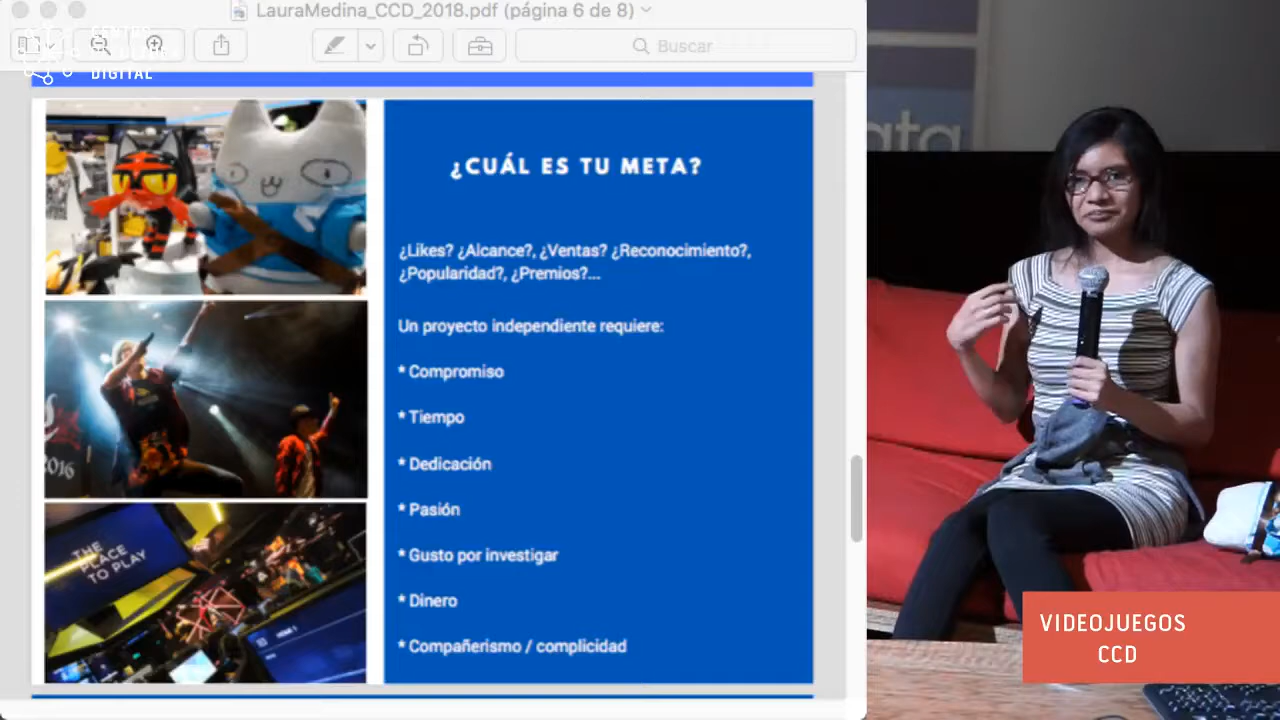 LauraMedina_CCD_2018.pdf (página 6 de 8)
Buscar
DIGITAL
¿CUÁL ES TU META?
¿Likes? ¿Alcance?, ¿Ventas? ¿Reconocimiento?,
¿Popularidad?, ¿Premios?...
Un proyecto independiente requiere:
* Compromiso
* Tiempo
* Dedicación
* Pasión
* Gusto por investigar
* Dinero
* Compañerismo / complicidad
2016
THE
PLACE
TO PLAY
ata
VIDEOJUEGOS
CCD